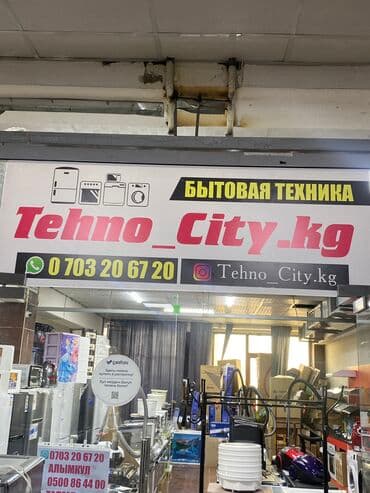 БЫТОВАЯ ТЕХНИКА
Tehno_City.kg
0 703 20 67 20
Tehno_City.kg
0703 20 67 20
АЛЫМКУЛ
0500 86 44 00